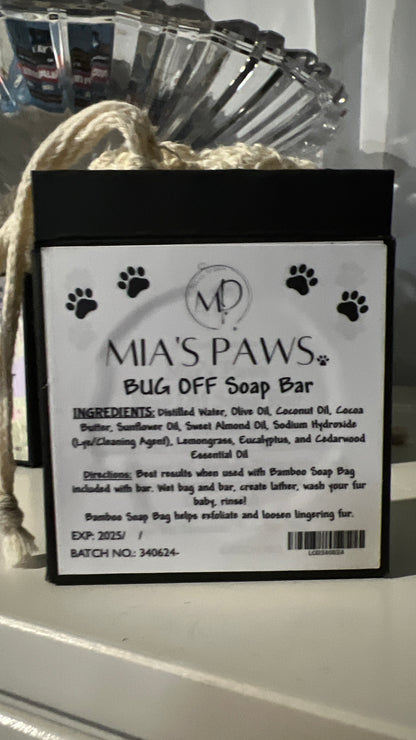 MP
MIA'S PAWS
BUG OFF Soap Bar
INGREDIENTS: Distilled Water, Olive Oil, Coconut Oil, Cocoa
Butter, Sunflower Oil, Sweet Almond Oil, Sodium Hydroxide
(Lye/Cleaning Agent), Lemongrass, Eucalyptus, and Cedarwood
Essential Oil
Directions: Best results when used with Bamboo Soap Bag
included with bar. Wet bag and bar, create lather, wash your fur
baby, rinse!
Bamboo Soap Bag helps exfoliate and loosen lingering fur.
EXP: 2025/ /
BATCH NO.: 340624-